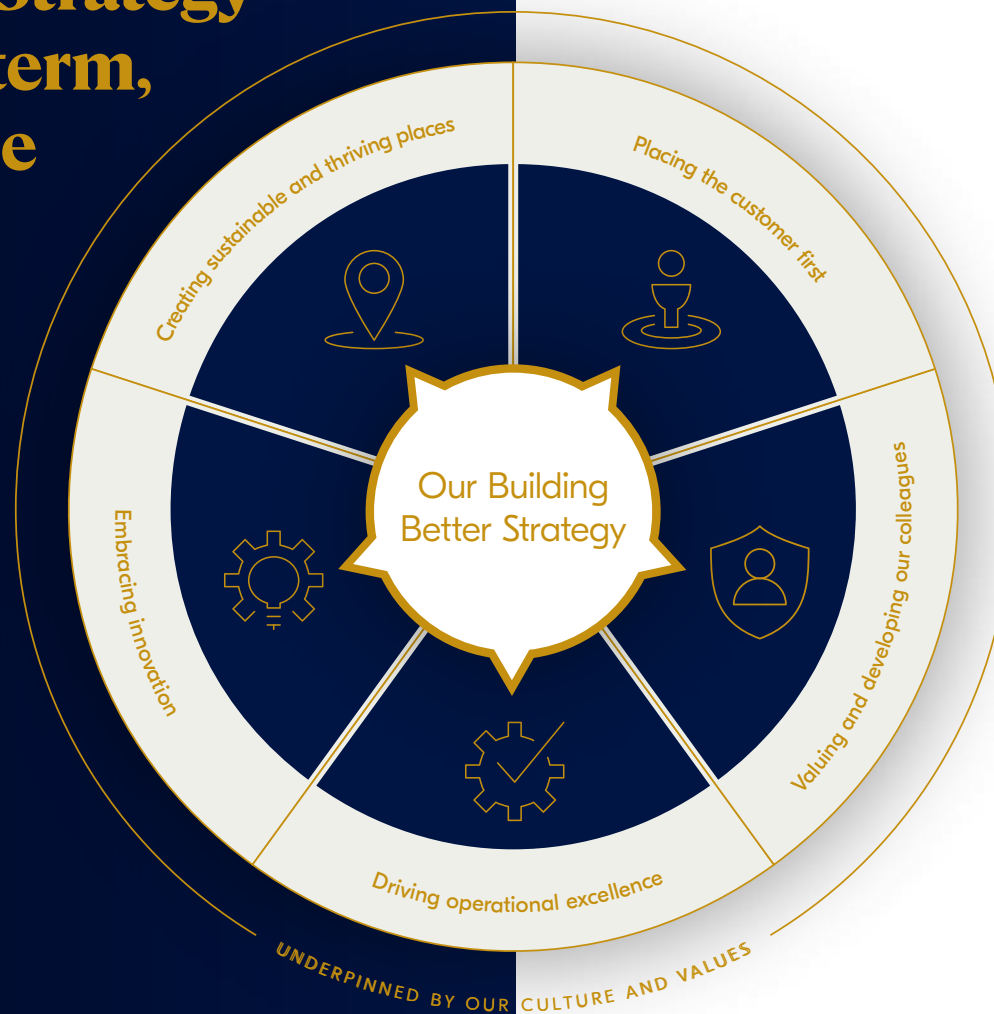 Strategy
term,
e
Creating sustainable and thriving places
Placing the customer first
Our Building
Better Strategy
Embracing innovation
Valuing and developing our colleagues
Driving operational excellence
UNDERPINNED BY OUR CULTURE AND VALUES